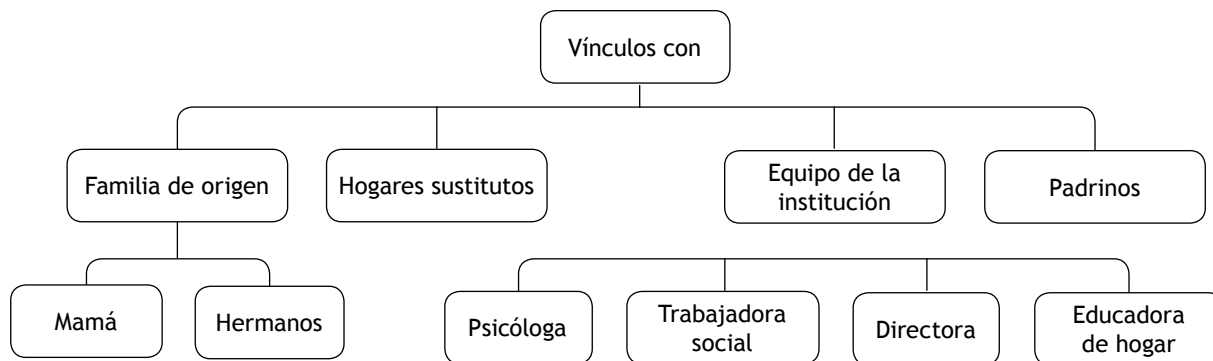 Vínculos con
Familia de origen
Hogares sustitutos
Equipo de la
institución
Padrinos
Mamá
Hermanos
Psicóloga
Trabajadora
social
Directora
Educadora
de hogar